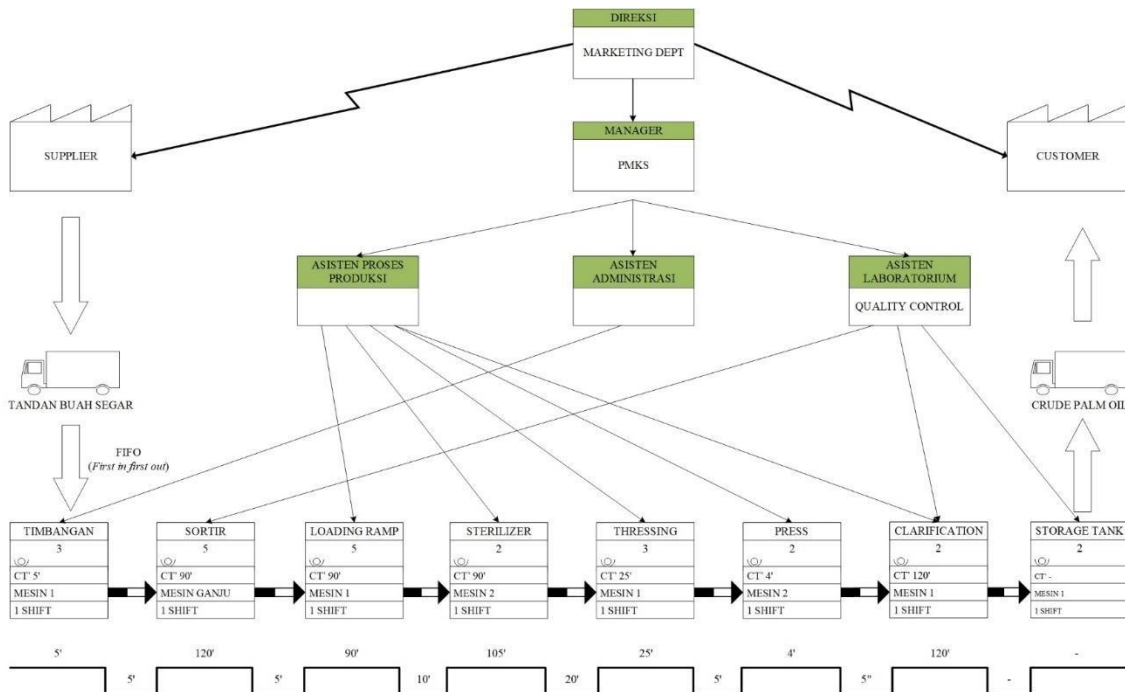 DIREKSI
MARKETING DEPT
MANAGER
PMKS
SUPPLIER
CUSTOMER
ASISTEN PROSES
PRODUKSI
ASISTEN
ADMINISTRASI
ASISTEN
LABORATORIUM
QUALITY CONTROL
TANDAN BUAH SEGAR
CRUDE PALM OIL
FIFO
(First in first out)
TIMBANGAN
3
CT' 5'
MESIN 1
1 SHIFT
SORTIR
5
CT' 90'
MESIN GANJU
1 SHIFT
LOADING RAMP
5
CT' 90'
MESIN 1
1 SHIFT
STERILIZER
2
CT' 90'
MESIN 2
1 SHIFT
THRESSING
3
CT' 25'
MESIN 1
1 SHIFT
PRESS
2
CT' 4'
MESIN 2
1 SHIFT
CLARIFICATION
2
CT' 120'
MESIN 1
1 SHIFT
STORAGE TANK
2
CT' -
MESIN 1
1 SHIFT
5' 120' 90' 105' 25' 4' 120' -
5' 5' 10' 20' 5' 5" -